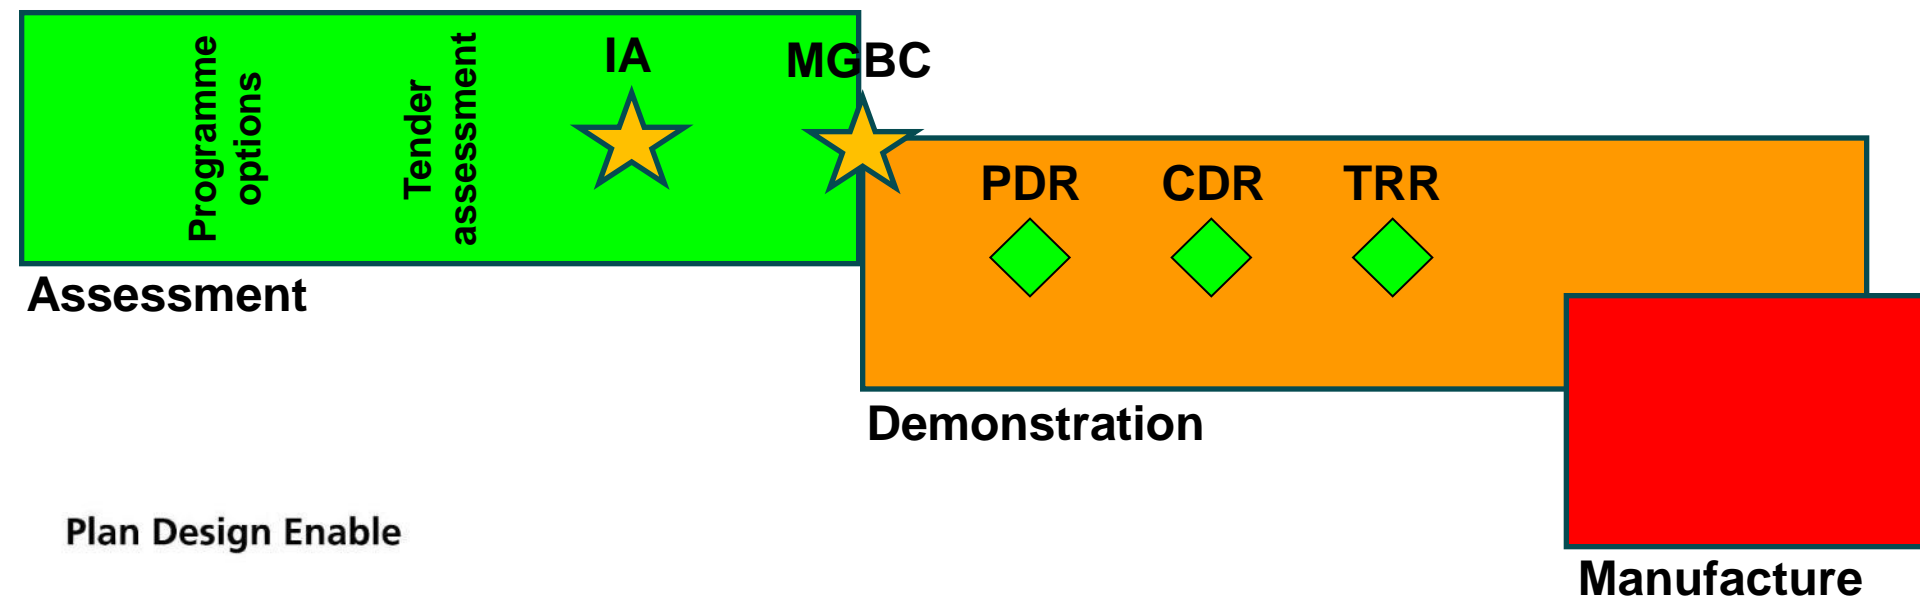 Programme
options
Tender
assessment
IA
MGBC
Assessment
PDR
CDR
TRR
Demonstration
Plan Design Enable
Manufacture